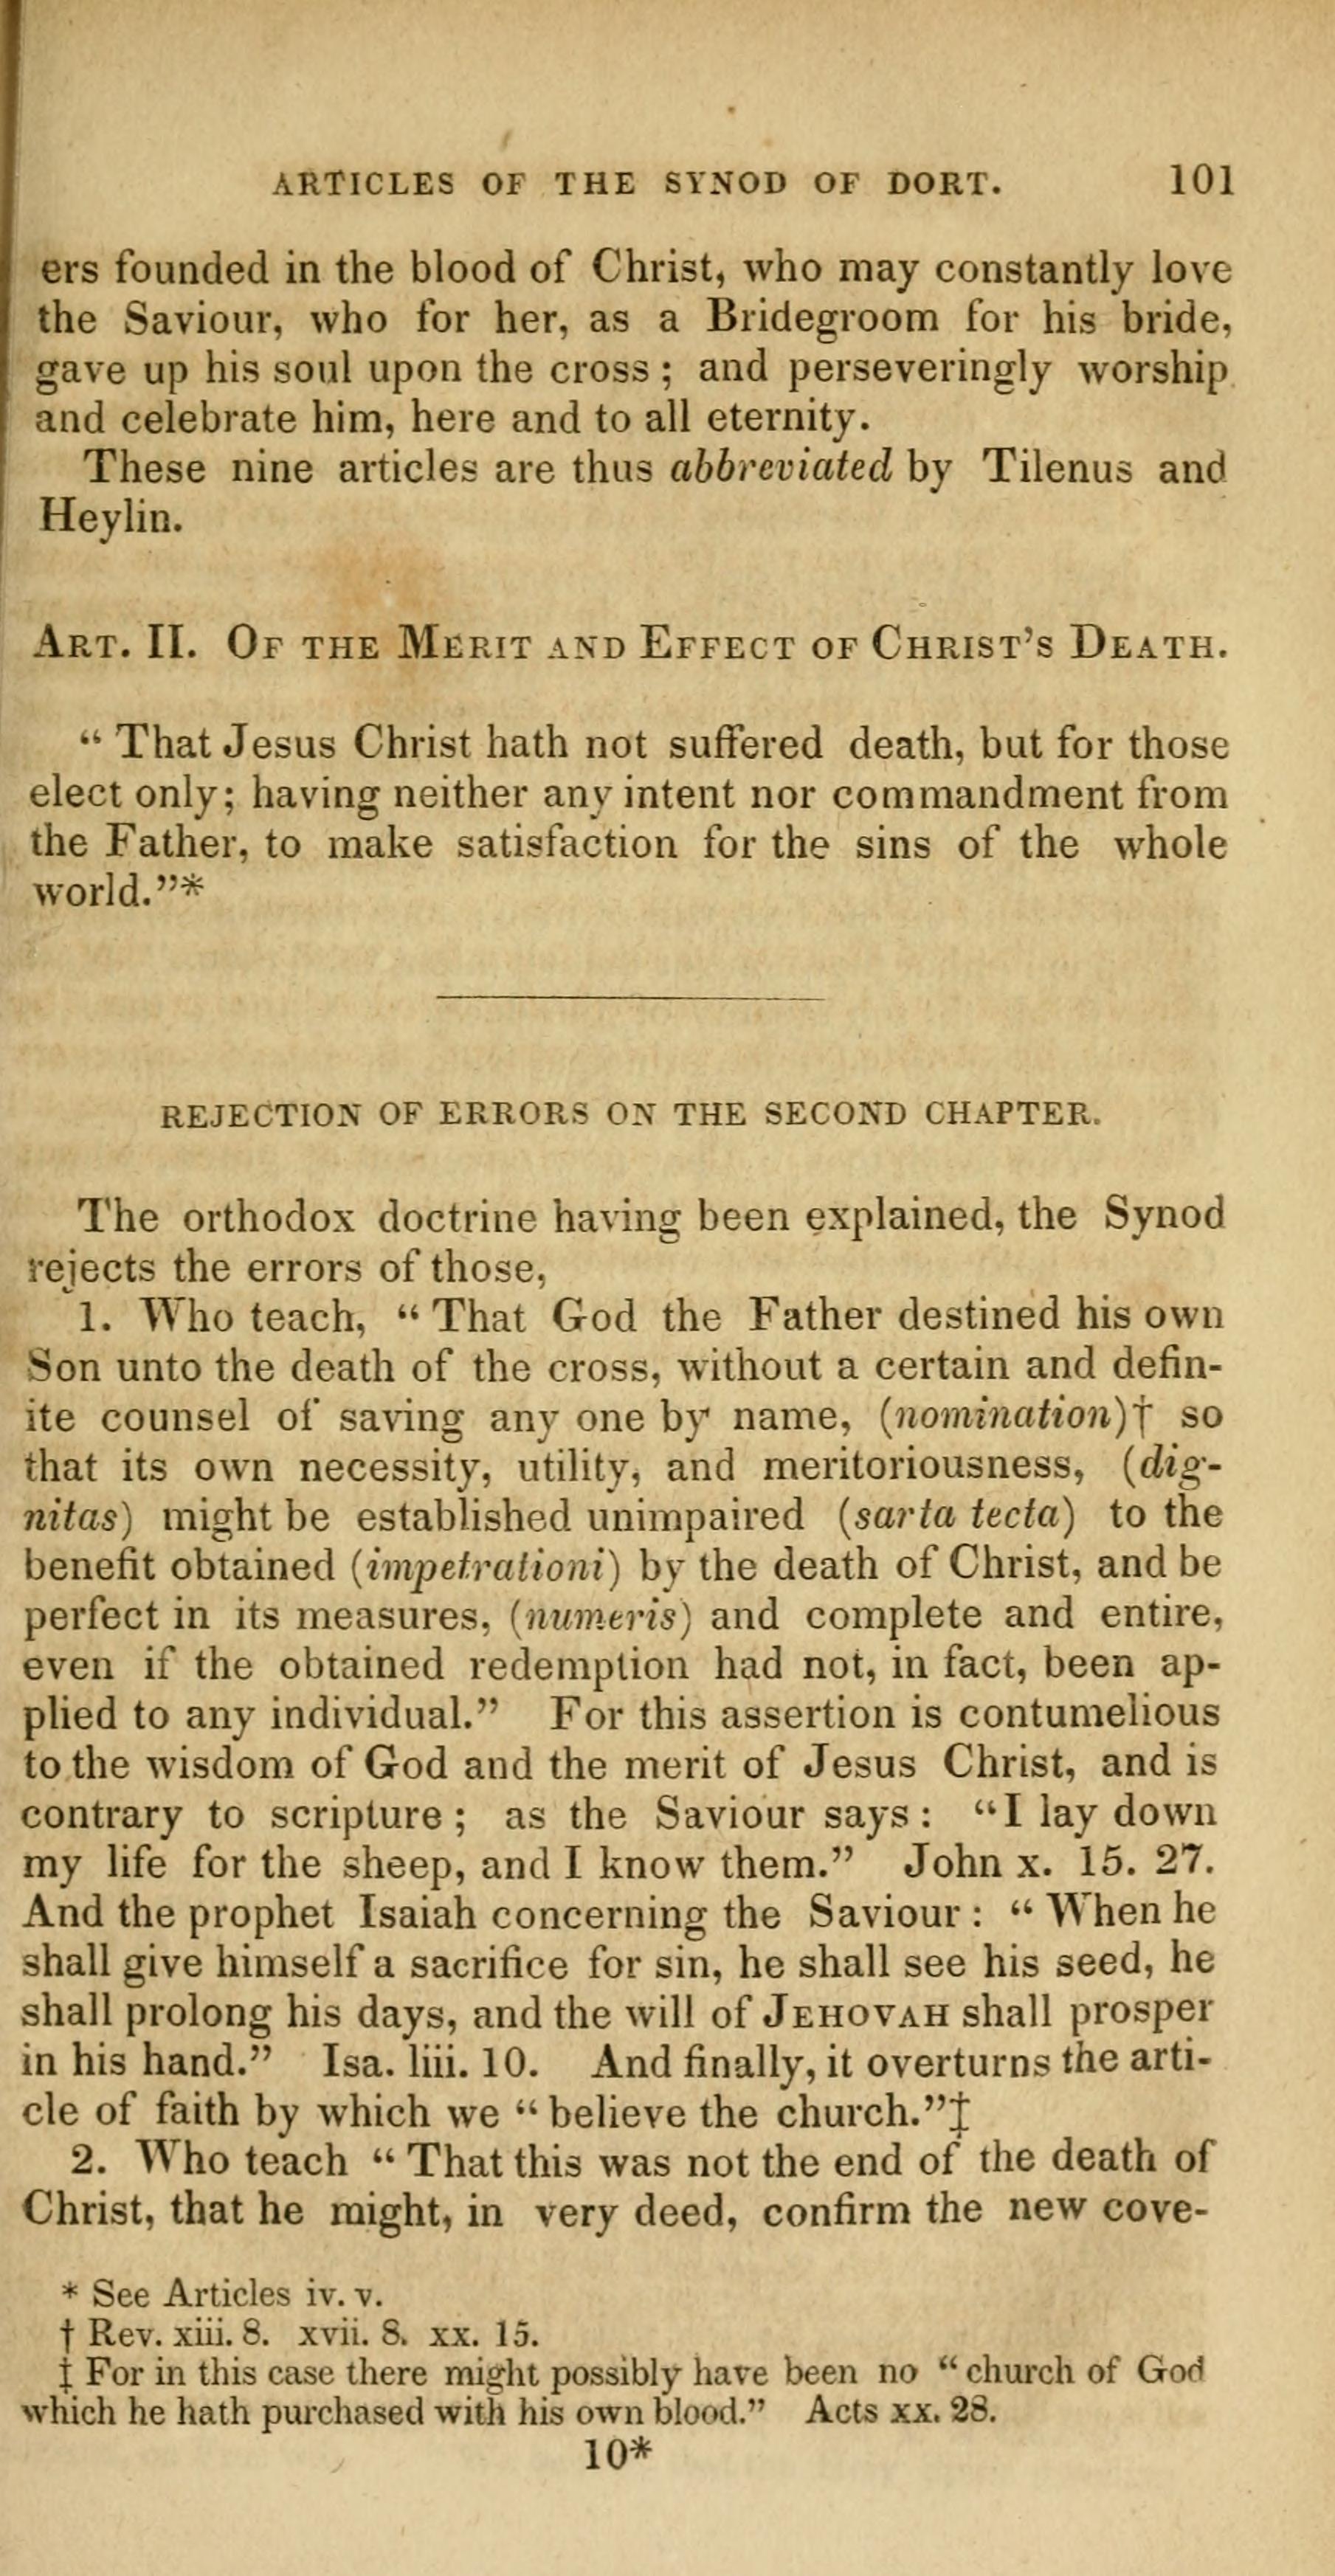 ARTICLES OF THE SYNOD OF DORT. 101
ers founded in the blood of Christ, who may constantly love
the Saviour, who for her, as a Bridegroom for his bride,
gave up his soul upon the cross ; and perseveringly worship
and celebrate him, here and to all eternity.
These nine articles are thus abbreviated by Tilenus and
Heylin.
ART. II. OF THE MERIT AND EFFECT OF CHRIST'S DEATH.
“ That Jesus Christ hath not suffered death, but for those
elect only; having neither any intent nor commandment from
the Father, to make satisfaction for the sins of the whole
world.”*
REJECTION OF ERRORS ON THE SECOND CHAPTER.
The orthodox doctrine having been explained, the Synod
rejects the errors of those,
1. Who teach, “ That God the Father destined his own
Son unto the death of the cross, without a certain and defin-
ite counsel of saving any one by name, (nomination)† so
that its own necessity, utility, and meritoriousness, (dig-
nitas) might be established unimpaired (sarta tecta) to the
benefit obtained (impetrationi) by the death of Christ, and be
perfect in its measures, (numeris) and complete and entire,
even if the obtained redemption had not, in fact, been ap-
plied to any individual.” For this assertion is contumelious
to the wisdom of God and the merit of Jesus Christ, and is
contrary to scripture ; as the Saviour says : “I lay down
my life for the sheep, and I know them.” John x. 15. 27.
And the prophet Isaiah concerning the Saviour : “ When he
shall give himself a sacrifice for sin, he shall see his seed, he
shall prolong his days, and the will of JEHOVAH shall prosper
in his hand.” Isa. liii. 10. And finally, it overturns the arti-
cle of faith by which we “ believe the church.”‡
2. Who teach “ That this was not the end of the death of
Christ, that he might, in very deed, confirm the new cove-
* See Articles iv. v.
† Rev. xiii. 8. xvii. 8. xx. 15.
‡ For in this case there might possibly have been no “ church of God
which he hath purchased with his own blood.” Acts xx. 28.
10*